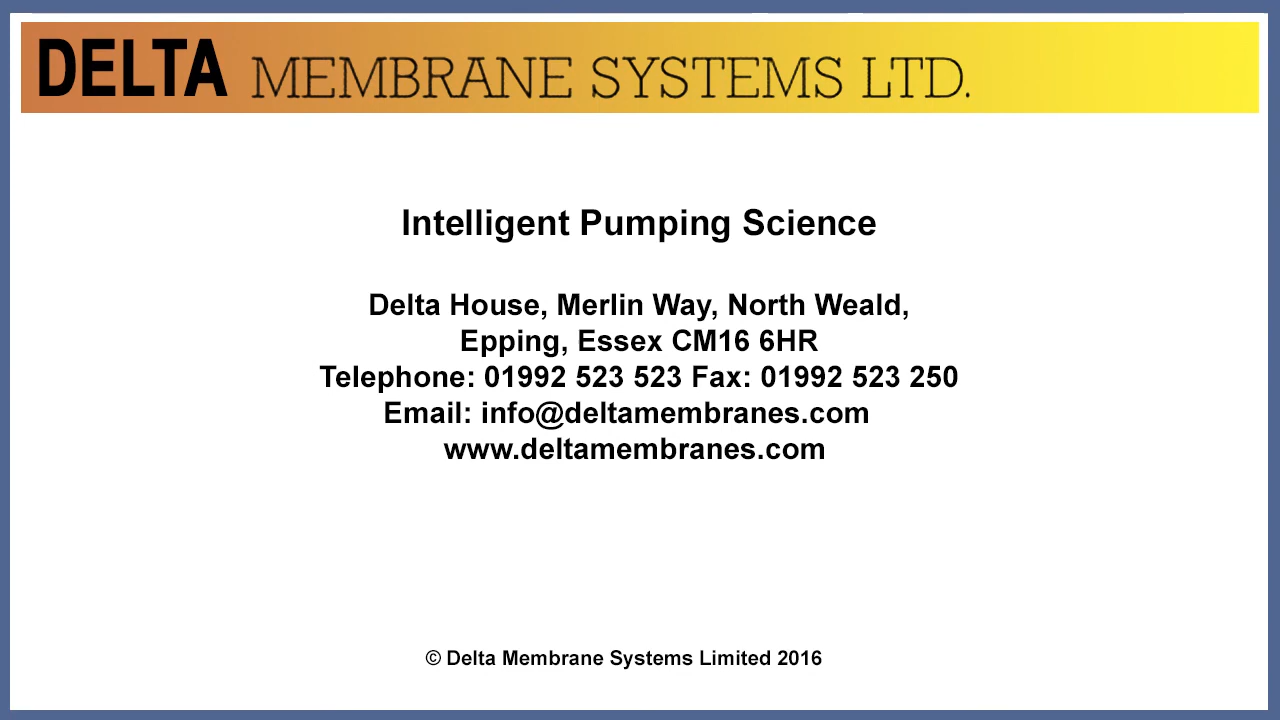 DELTA MEMBRANE SYSTEMS LTD.
Intelligent Pumping Science
Delta House, Merlin Way, North Weald,
Epping, Essex CM16 6HR
Telephone: 01992 523 523 Fax: 01992 523 250
Email: info@deltamembranes.com
www.deltamembranes.com
© Delta Membrane Systems Limited 2016